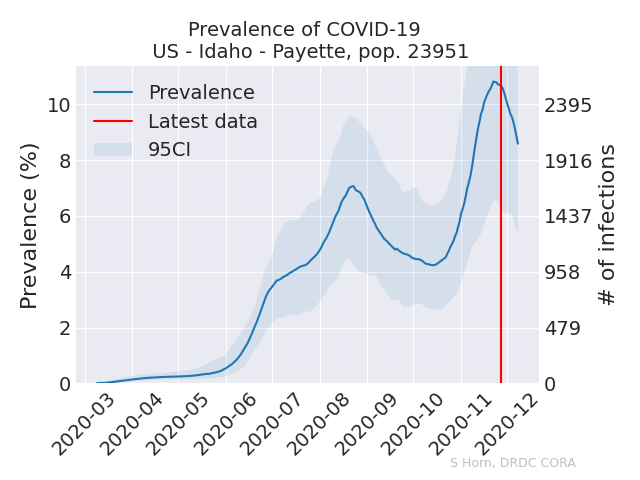 Prevalence of COVID-19
US - Idaho - Payette, pop. 23951
Prevalence
Latest data
95CI
Prevalence (%)
10
8
6
4
2
0
2395
1916
1437
958
479
0
# of infections
2020-03
2020-04
2020-05
2020-06
2020-07
2020-08
2020-09
2020-10
2020-11
2020-12
S Horn, DRDC CORA